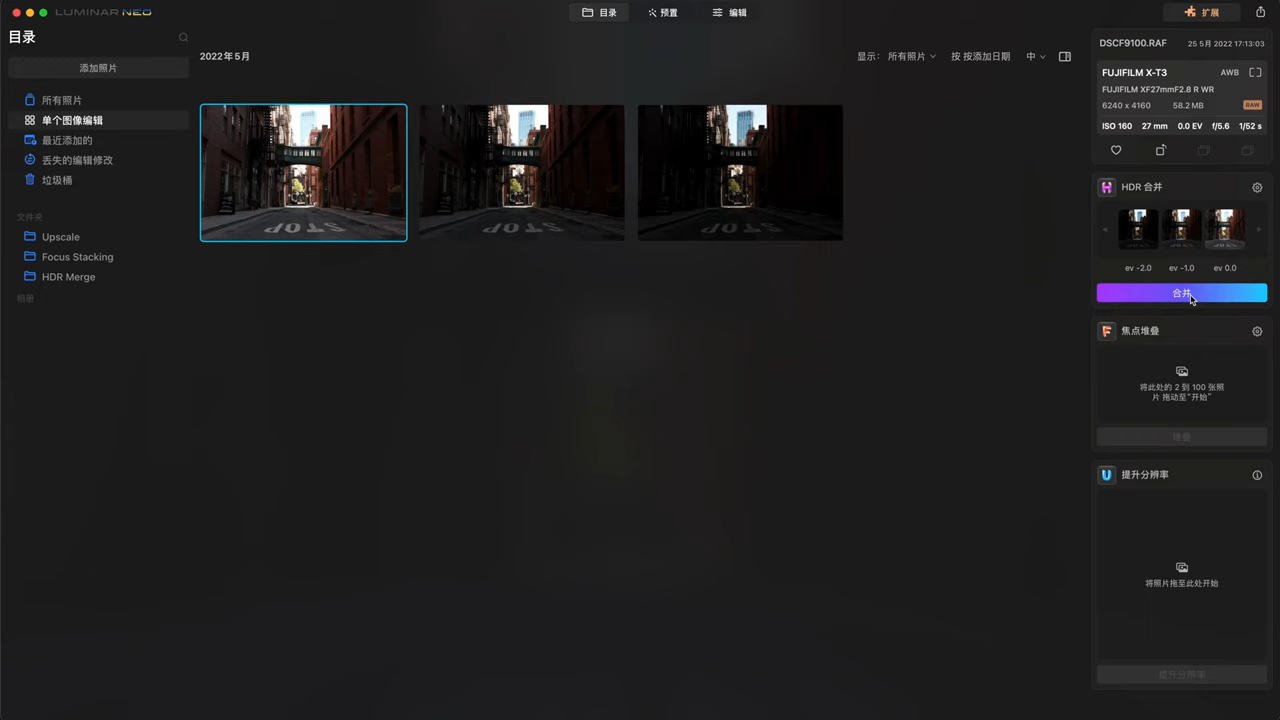 LUMINAR NEO
目录
预置
编辑
扩展
目录
添加照片
所有照片
单个图像编辑
最近添加的
丢失的编辑修改
垃圾桶
文件夹
Upscale
Focus Stacking
HDR Merge
相册
2022年5月
显示: 所有照片
按 按添加日期
中
STOP
STOP
STOP
DSCF9100.RAF 25 5月 2022 17:13:03
FUJIFILM X-T3 AWB
FUJIFILM XF27mmF2.8 R WR
6240 x 4160 58.2 MB RAW
ISO 160 27 mm 0.0 EV f/5.6 1/52 s
HDR 合并
ev -2.0 ev -1.0 ev 0.0
合并
焦点堆叠
将此处的 2 到 100 张照
片 拖动至“开始”
堆叠
提升分辨率
将照片拖至此处开始
提升分辨率